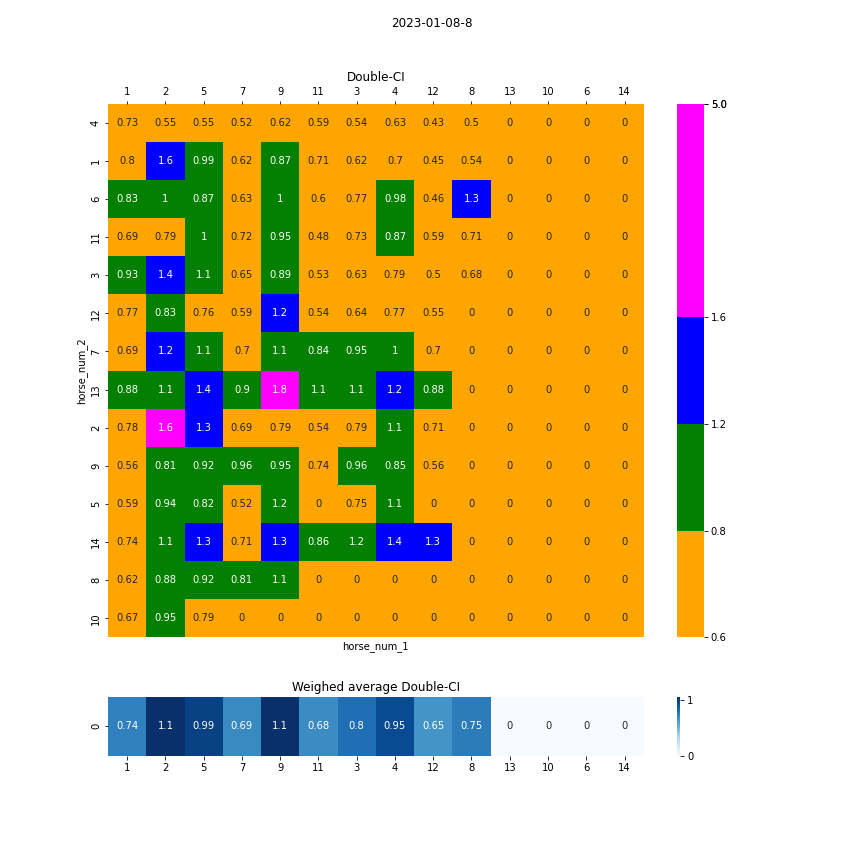 2023-01-08-8
Double-CI
1 2 5 7 9 11 3 4 12 8 13 10 6 14
4 0.73 0.55 0.55 0.52 0.62 0.59 0.54 0.63 0.43 0.5 0 0 0 0
1 0.8 1.6 0.99 0.62 0.87 0.71 0.62 0.7 0.45 0.54 0 0 0 0
6 0.83 1 0.87 0.63 1 0.6 0.77 0.98 0.46 1.3 0 0 0 0
11 0.69 0.79 1 0.72 0.95 0.48 0.73 0.87 0.59 0.71 0 0 0 0
3 0.93 1.4 1.1 0.65 0.89 0.53 0.63 0.79 0.5 0.68 0 0 0 0
12 0.77 0.83 0.76 0.59 1.2 0.54 0.64 0.77 0.55 0 0 0 0 0
7 0.69 1.2 1.1 0.7 1.1 0.84 0.95 1 0.7 0 0 0 0 0
13 0.88 1.1 1.4 0.9 1.8 1.1 1.1 1.2 0.88 0 0 0 0 0
2 0.78 1.6 1.3 0.69 0.79 0.54 0.79 1.1 0.71 0 0 0 0 0
9 0.56 0.81 0.92 0.96 0.95 0.74 0.96 0.85 0.56 0 0 0 0 0
5 0.59 0.94 0.82 0.52 1.2 0 0.75 1.1 0 0 0 0 0 0
14 0.74 1.1 1.3 0.71 1.3 0.86 1.2 1.4 1.3 0 0 0 0 0
8 0.62 0.88 0.92 0.81 1.1 0 0 0 0 0 0 0 0 0
10 0.67 0.95 0.79 0 0 0 0 0 0 0 0 0 0 0
horse_num_2
horse_num_1
5.0
1.6
1.2
0.8
0.6
Weighed average Double-CI
0 0.74 1.1 0.99 0.69 1.1 0.68 0.8 0.95 0.65 0.75 0 0 0 0
1 2 5 7 9 11 3 4 12 8 13 10 6 14
1
0